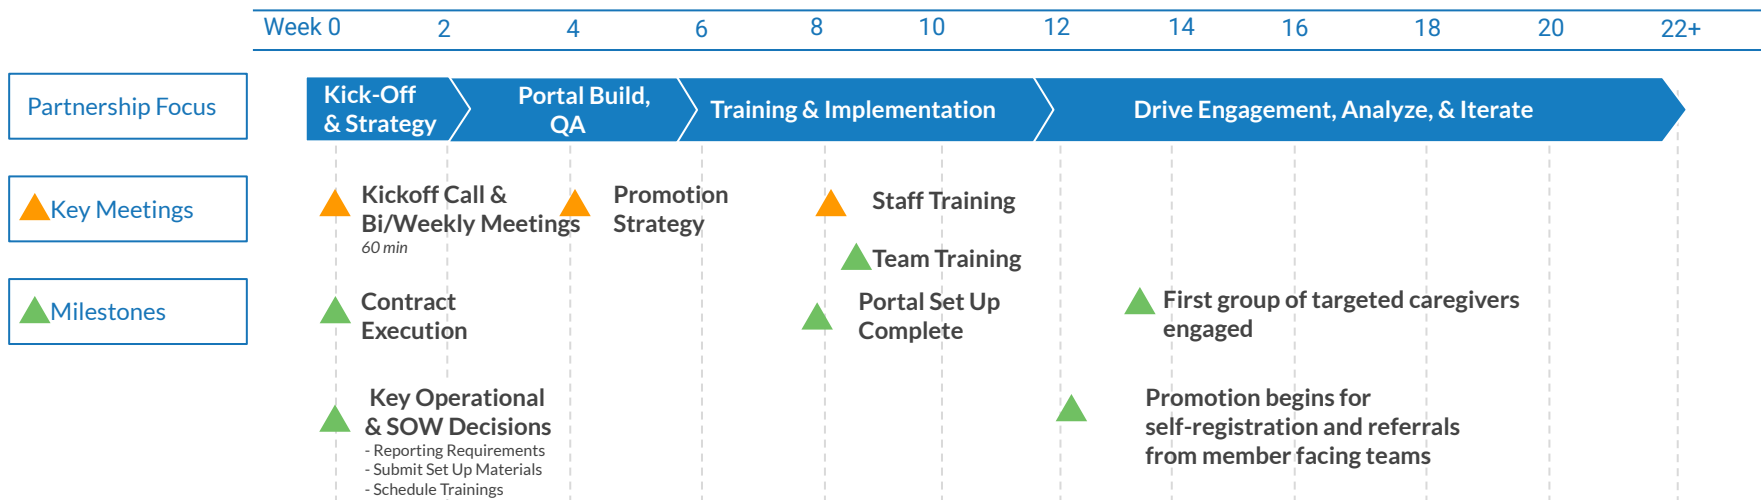 Week 0 2 4 6 8 10 12 14 16 18 20 22+
Partnership Focus
Kick-Off
& Strategy
Portal Build,
QA
Training & Implementation
Drive Engagement, Analyze, & Iterate
Key Meetings
Kickoff Call &
Bi/Weekly Meetings
60 min
Promotion
Strategy
Staff Training
Team Training
Milestones
Contract
Execution
Portal Set Up
Complete
First group of targeted caregivers
engaged
Key Operational
& SOW Decisions
- Reporting Requirements
- Submit Set Up Materials
- Schedule Trainings
Promotion begins for
self-registration and referrals
from member facing teams